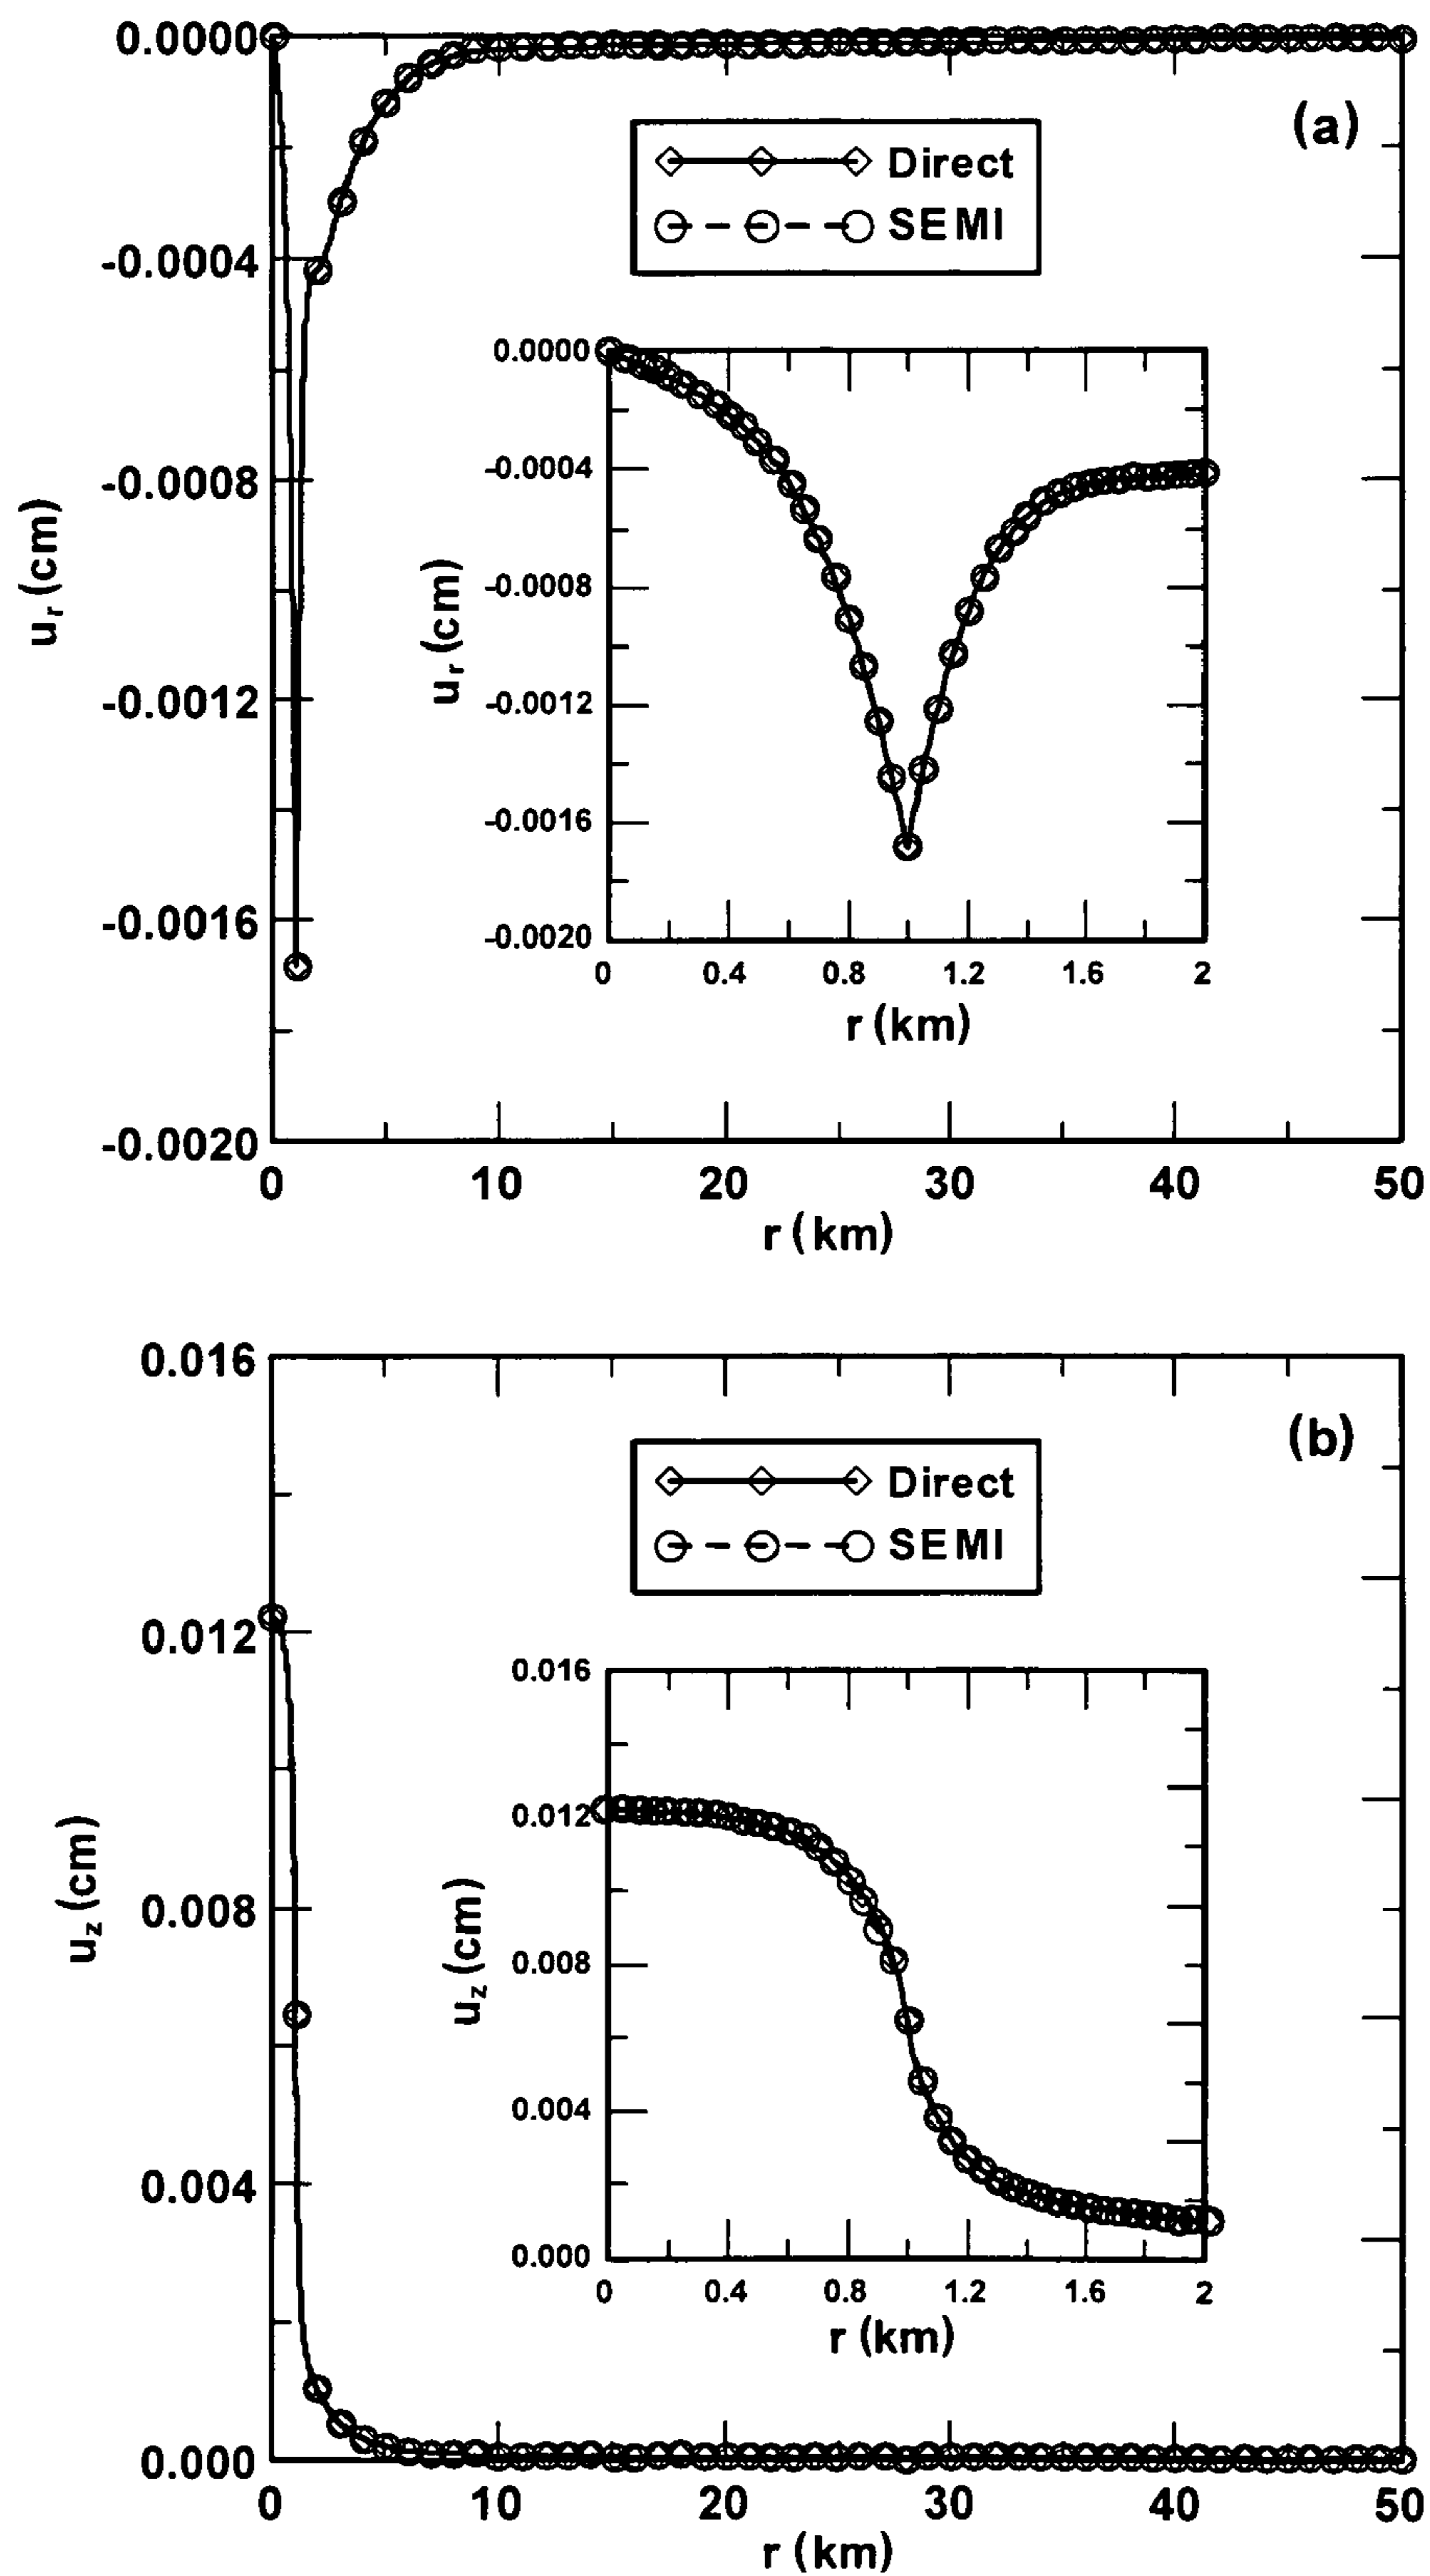 0.0000
(a)
Direct
SEMI
-0.0004
0.0000
-0.0004
-0.0008
-0.0008
u_r (cm)
u_r (cm)
-0.0012
-0.0012
-0.0016
-0.0016
-0.0020
0 0.4 0.8 1.2 1.6 2
r (km)
-0.0020
0 10 20 30 40 50
r (km)
0.016
(b)
Direct
SEMI
0.012
0.016
0.012
u_z (cm)
u_z (cm)
0.008
0.008
0.004
0.004
0.000
0 0.4 0.8 1.2 1.6 2
r (km)
0.000
0 10 20 30 40 50
r (km)